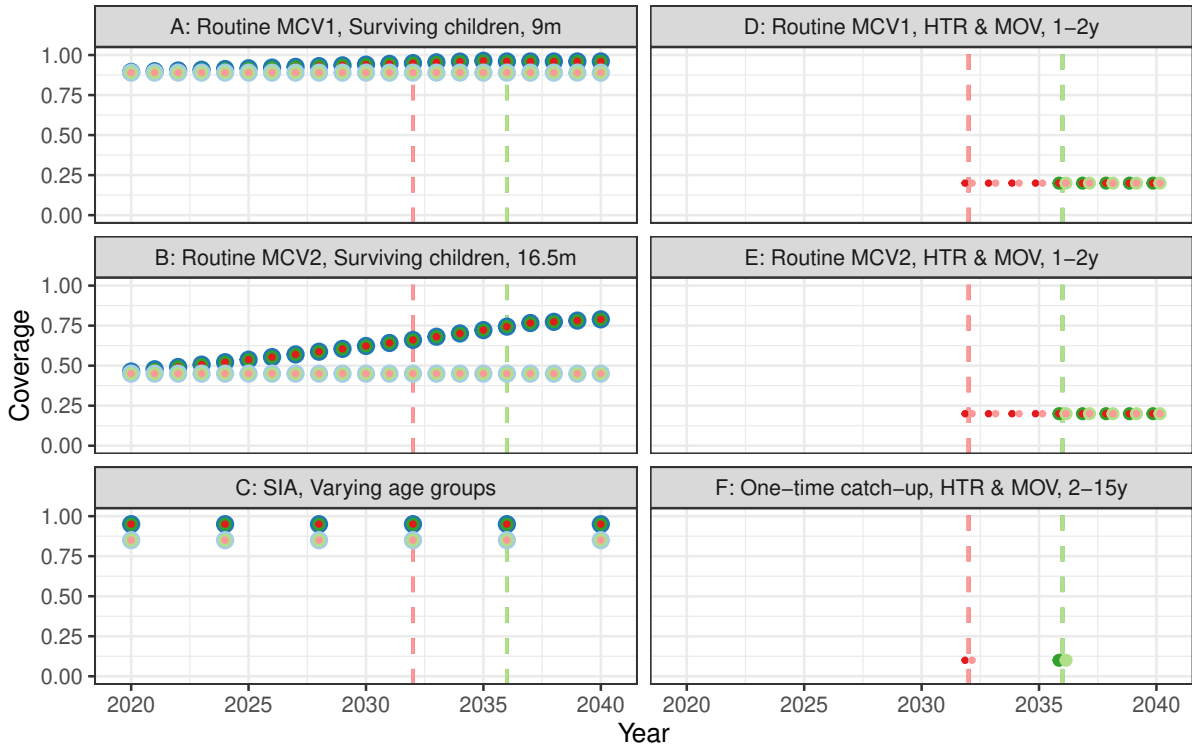 A: Routine MCV1, Surviving children, 9m
D: Routine MCV1, HTR & MOV, 1−2y
1.00
0.75
0.50
0.25
0.00
B: Routine MCV2, Surviving children, 16.5m
E: Routine MCV2, HTR & MOV, 1−2y
1.00
0.75
0.50
0.25
0.00
Coverage
C: SIA, Varying age groups
F: One−time catch−up, HTR & MOV, 2−15y
1.00
0.75
0.50
0.25
0.00
2020 2025 2030 2035 2040 2020 2025 2030 2035 2040
Year